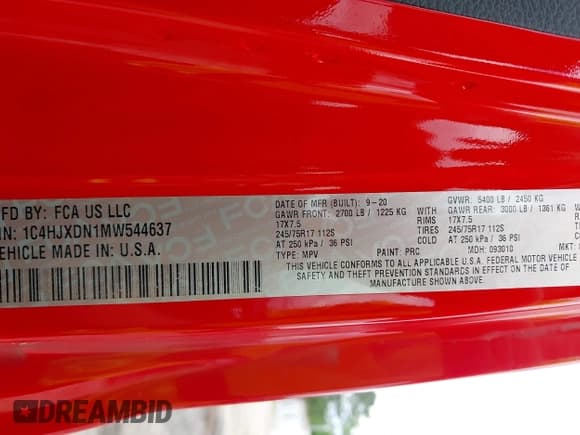 FD BY: FCA US LLC
IN: 1C4HJXDN1MW544637
EHICLE MADE IN U.S.A.
DATE OF MFR (BUILT): 9-20
GAWR FRONT: 2700 LB / 1225 KG
17X7.5
245/75R17 112S
AT 250 kPa / 36 PSI
TYPE: MPV
GVWR: 5400 LB / 2450 KG
GAWR REAR: 3000 LB / 1361 KG
RIMS 17X7.5
TIRES 245/75R17 112S
COLD AT 250 kPa / 36 PSI
PAINT: PRC
MDH: 093010
MKT:
THIS VEHICLE CONFORMS TO ALL APPLICABLE U.S.A. FEDERAL MOTOR VEHICLE
SAFETY AND THEFT PREVENTION STANDARDS IN EFFECT ON THE DATE OF
MANUFACTURE SHOWN ABOVE.
DREAMBID